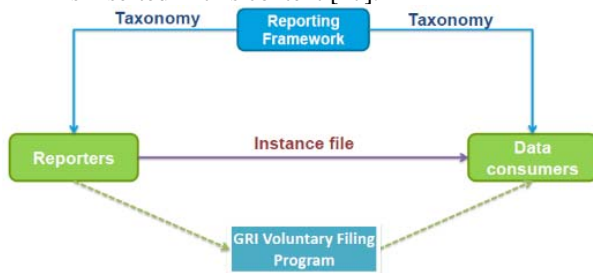 Taxonomy
Reporting
Framework
Taxonomy
Reporters
Instance file
Data
consumers
GRI Voluntary Filing
Program